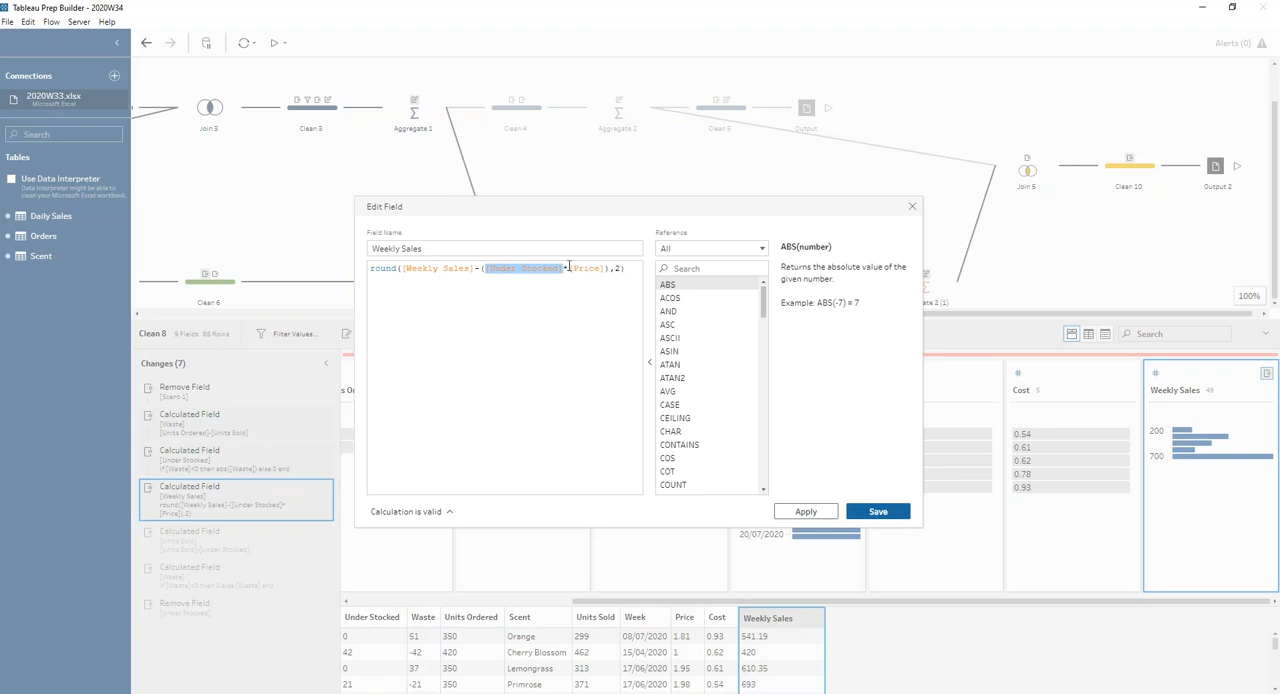 Tableau Prep Builder - 2020W34
File Edit Flow Server Help
Alerts (0)
Connections
2020W33.xlsx
Microsoft Excel
Search
Tables
Use Data Interpreter
Data Interpreter might be able to
clean your Microsoft Excel workbook.
Daily Sales
Orders
Scent
Join 3
Clean 3
Aggregate 1
Clean 4
Aggregate 2
Clean 5
Output
Join 5
Clean 10
Output 2
Clean 6
100%
Edit Field
Field Name
Weekly Sales
round([Weekly Sales]-([Under Stocked]*[Price]),2)
Calculation is valid
Reference
All
Search
ABS
ACOS
AND
ASC
ASCII
ASIN
ATAN
ATAN2
AVG
CASE
CEILING
CHAR
CONTAINS
COS
COT
COUNT
ABS(number)
Returns the absolute value of the
given number.
Example: ABS(-7) = 7
Apply
Save
Clean 8 9 Fields 85 Rows
Filter Values...
Search
Changes (7)
Remove Field
[Scent-1]
Calculated Field
[Waste]
[Units Ordered]-[Units Sold]
Calculated Field
[Under Stocked]
if [Waste]<0 then abs([Waste]) else 0 end
Calculated Field
[Weekly Sales]
round([Weekly Sales]-([Under Stocked]*
[Price]),2)
Calculated Field
[Units Sold]
[Units Sold]-[Under Stocked]
Calculated Field
[Waste]
if [Waste]<0 then 0 else [Waste] end
Remove Field
[Under Stocked]
20/07/2020
Cost 5
0.54
0.61
0.62
0.78
0.93
Weekly Sales 49
200
700
Under Stocked Waste Units Ordered Scent Units Sold Week Price Cost Weekly Sales
0 51 350 Orange 299 08/07/2020 1.81 0.93 541.19
42 -42 420 Cherry Blossom 462 15/04/2020 1 0.62 420
0 37 350 Lemongrass 313 17/06/2020 1.95 0.61 610.35
21 -21 350 Primrose 371 17/06/2020 1.98 0.54 693